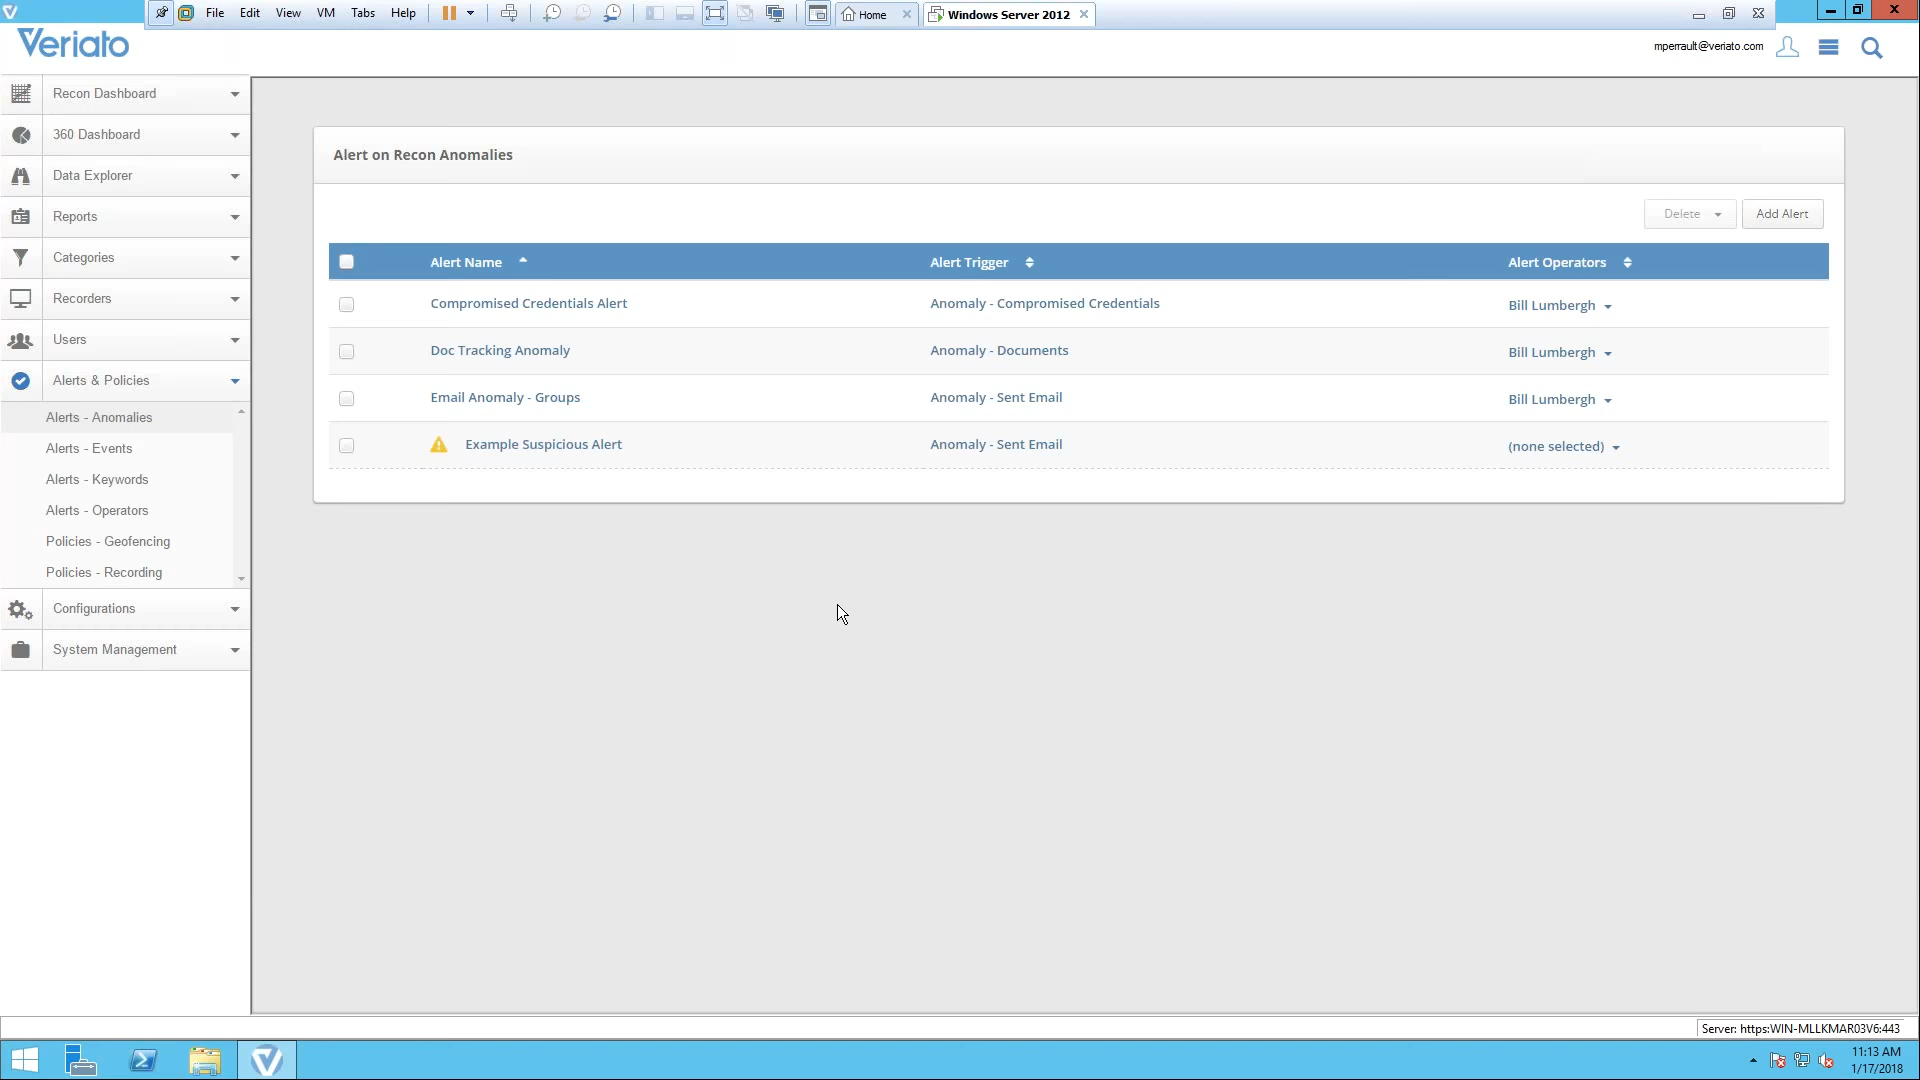 File Edit View VM Tabs Help Home Windows Server 2012
Veriato
mperrault@veriato.com
Recon Dashboard
360 Dashboard
Data Explorer
Reports
Categories
Recorders
Users
Alerts & Policies
Alerts - Anomalies
Alerts - Events
Alerts - Keywords
Alerts - Operators
Policies - Geofencing
Policies - Recording
Configurations
System Management
Alert on Recon Anomalies
Delete Add Alert
Alert Name Alert Trigger Alert Operators
Compromised Credentials Alert Anomaly - Compromised Credentials Bill Lumbergh
Doc Tracking Anomaly Anomaly - Documents Bill Lumbergh
Email Anomaly - Groups Anomaly - Sent Email Bill Lumbergh
Example Suspicious Alert Anomaly - Sent Email (none selected)
Server: https:WIN-MLLKMAR03V6:443
11:13 AM
1/17/2018